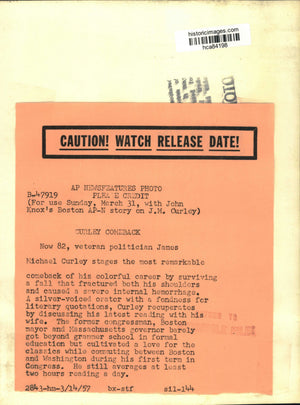 historicimages.com
hca84198
CAUTION! WATCH RELEASE DATE!
AP NEWSFEATURES PHOTO
B-47919 PLEASE CREDIT
(For use Sunday, March 31, with John
Knox's Boston AP-N story on J.M. Curley)
CURLEY COMEBACK
Now 82, veteran politician James
Michael Curley stages the most remarkable
comeback of his colorful career by surviving
a fall that fractured both his shoulders
and caused a severe internal hemorrhage.
A silver-voiced orator with a fondness for
literary quotations, Curley recuperates
by discussing his latest reading with his
wife. The former congressman, Boston
mayor and Massachusetts governor barely
got beyond grammer school in formal
education but cultivated a love for the
classics while commuting between Boston
and Washington during his first term in
Congress. He still averages at least
two hours reading a day.
2843-hm-3/14/57 bx-stf sil-144